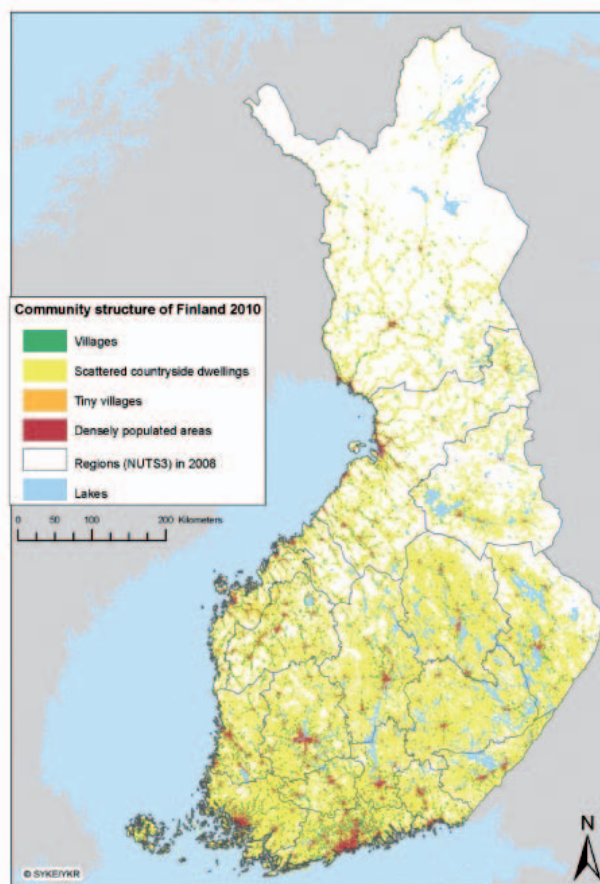 Community structure of Finland 2010
Villages
Scattered countryside dwellings
Tiny villages
Densely populated areas
Regions (NUTS3) in 2008
Lakes
0 50 100 200 Kilometers
N
© SYKE/YKR